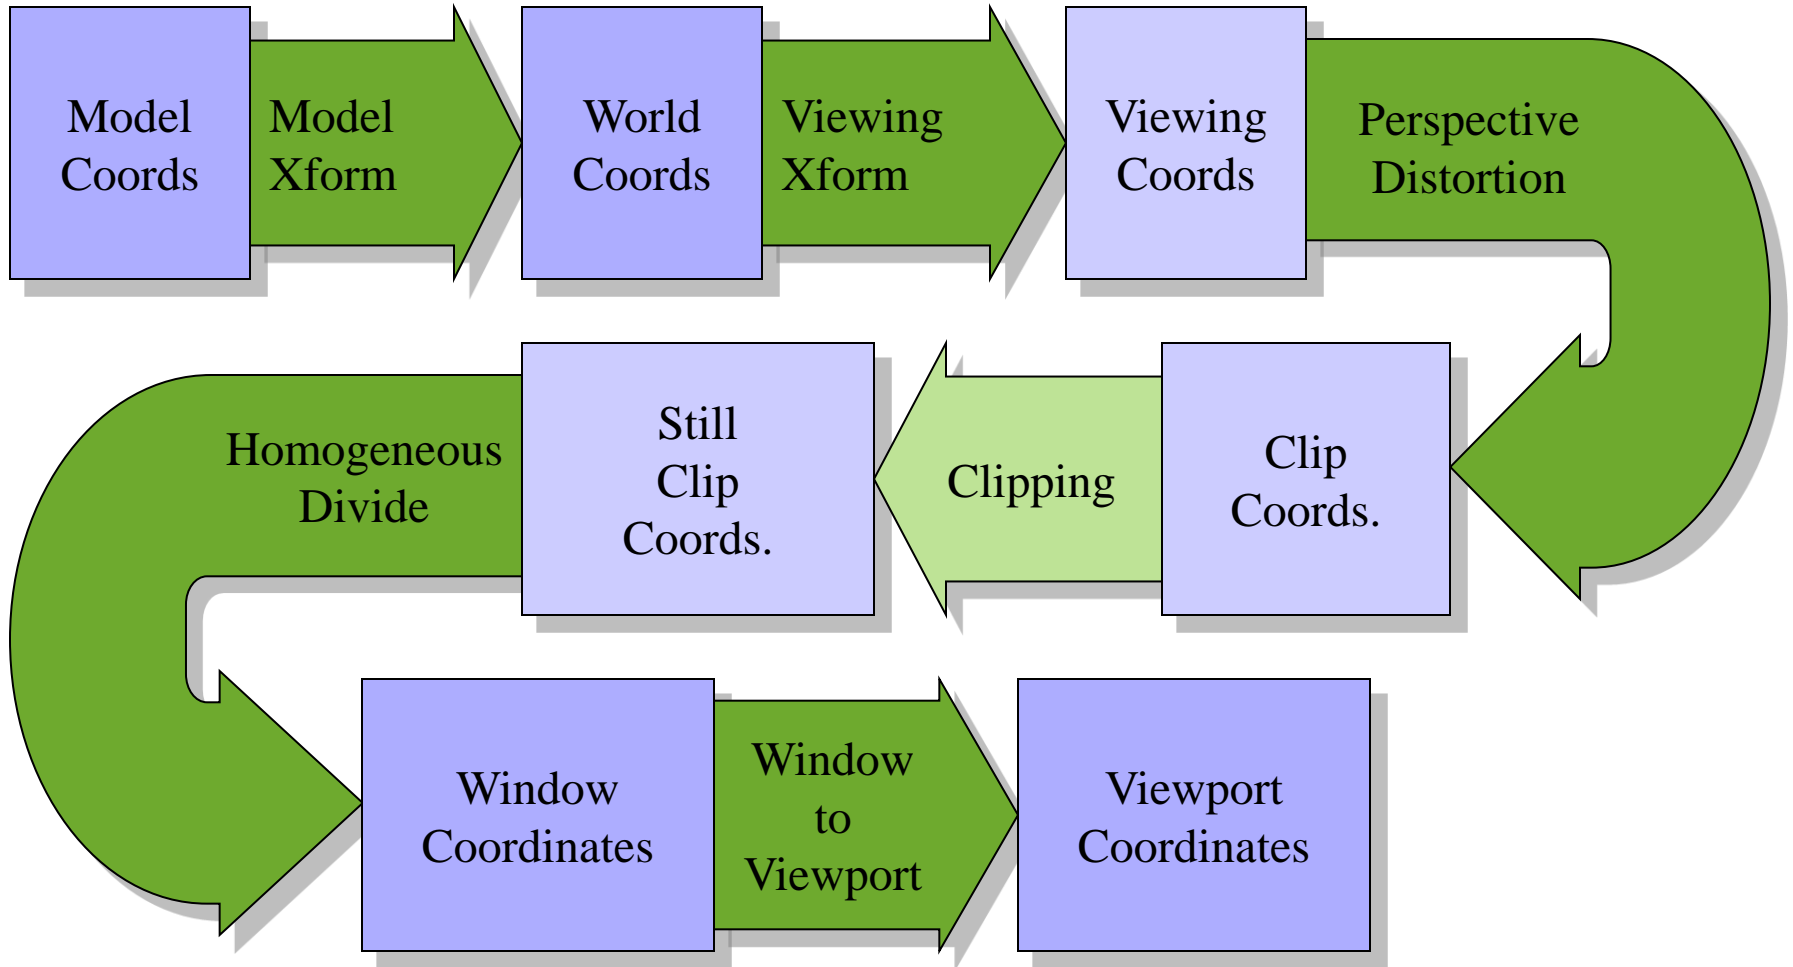 Model
Coords
Model
Xform
World
Coords
Viewing
Xform
Viewing
Coords
Perspective
Distortion
Clip
Coords.
Clipping
Still
Clip
Coords.
Homogeneous
Divide
Window
Coordinates
Window
to
Viewport
Viewport
Coordinates